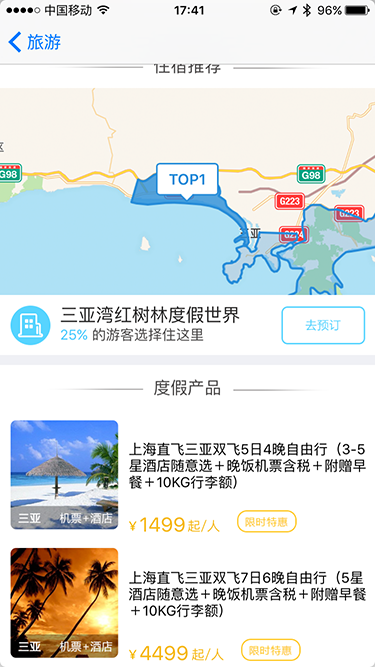 中国移动
17:41
96%
旅游
住宿推荐
G98
TOP1
G98
G223
G223
三亚
G224
三亚湾红树林度假世界
25% 的游客选择住这里
去预订
度假产品
上海直飞三亚双飞5日4晚自由行（3-5
星酒店随意选＋晚饭机票含税＋附赠早
餐＋10KG行李额）
三亚 机票+酒店
¥1499起/人
限时特惠
上海直飞三亚双飞7日6晚自由行（5星
酒店随意选＋晚饭机票含税＋附赠早餐
＋10KG行李额）
三亚 机票+酒店
¥4499起/人
限时特惠